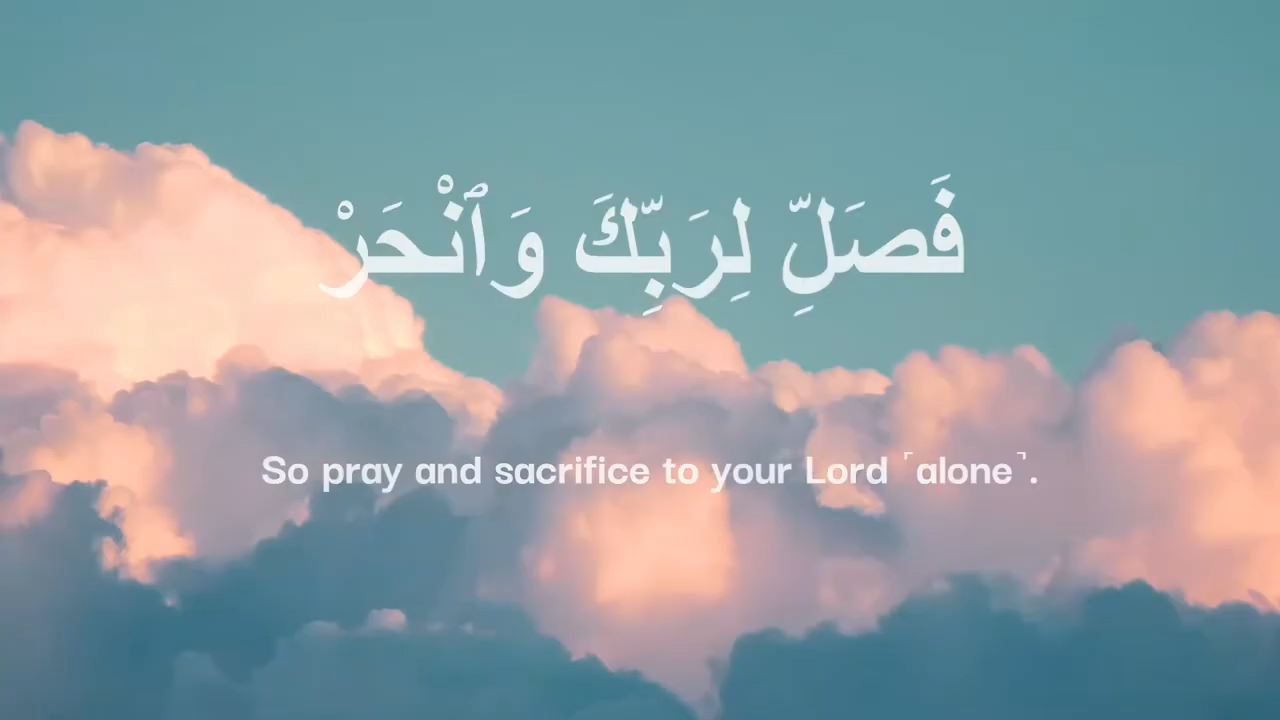 فَصَلِّ لِرَبِّكَ وَٱنْحَرْ
So pray and sacrifice to your Lord ˹alone˺.